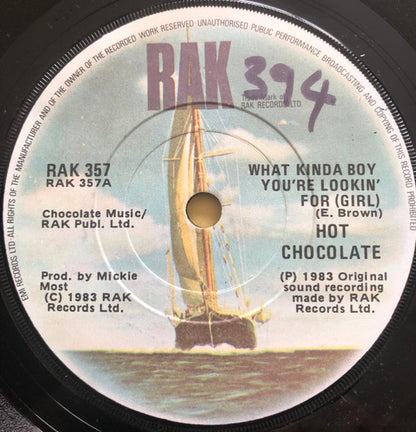 ALL RIGHTS OF THE MANUFACTURER AND OF THE OWNER OF THE RECORDED WORK RESERVED UNAUTHORISED PUBLIC PERFORMANCE BROADCASTING AND COPYING OF THIS RECORD PROHIBITED
EMI RECORDS LTD
RAK
394
Trademark of
RAK RECORDS LTD.
RAK 357
RAK 357A
Chocolate Music/
RAK Publ. Ltd.
Prod. by Mickie
Most
(C) 1983 RAK
Records Ltd.
WHAT KINDA BOY
YOU'RE LOOKIN'
FOR (GIRL)
(E. Brown)
HOT
CHOCOLATE
(P) 1983 Original
sound recording
made by RAK
Records Ltd.